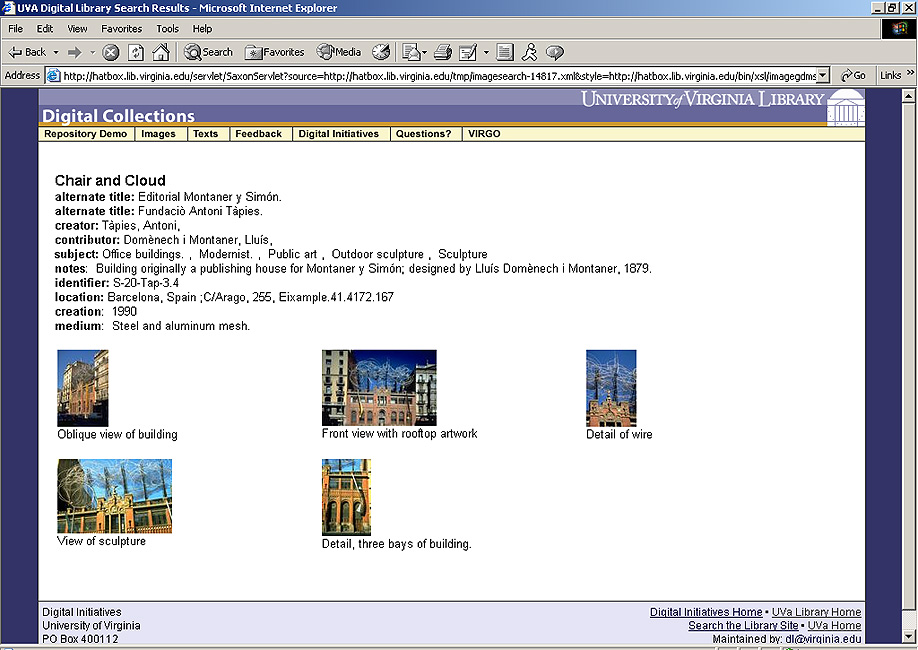 UVA Digital Library Search Results - Microsoft Internet Explorer
File Edit View Favorites Tools Help
Back Search Favorites Media
Address http://hatbox.lib.virginia.edu/servlet/SaxonServlet?source=http://hatbox.lib.virginia.edu/tmp/imagesearch-14817.xml&style=http://hatbox.lib.virginia.edu/bin/xsl/imagegdms Go Links »
UNIVERSITY of VIRGINIA LIBRARY
Digital Collections
Repository Demo Images Texts Feedback Digital Initiatives Questions? VIRGO
Chair and Cloud
alternate title: Editorial Montaner y Simón.
alternate title: Fundaciò Antoni Tàpies.
creator: Tàpies, Antoni,
contributor: Domènech i Montaner, Lluís,
subject: Office buildings. , Modernist. , Public art , Outdoor sculpture , Sculpture
notes: Building originally a publishing house for Montaner y Simón; designed by Lluís Domènech i Montaner, 1879.
identifier: S-20-Tap-3.4
location: Barcelona, Spain ;C/Arago, 255, Eixample.41.4172.167
creation: 1990
medium: Steel and aluminum mesh.
Oblique view of building
Front view with rooftop artwork
Detail of wire
View of sculpture
Detail, three bays of building.
Digital Initiatives
University of Virginia
PO Box 400112
Digital Initiatives Home • UVa Library Home
Search the Library Site • UVa Home
Maintained by: dl@virginia.edu